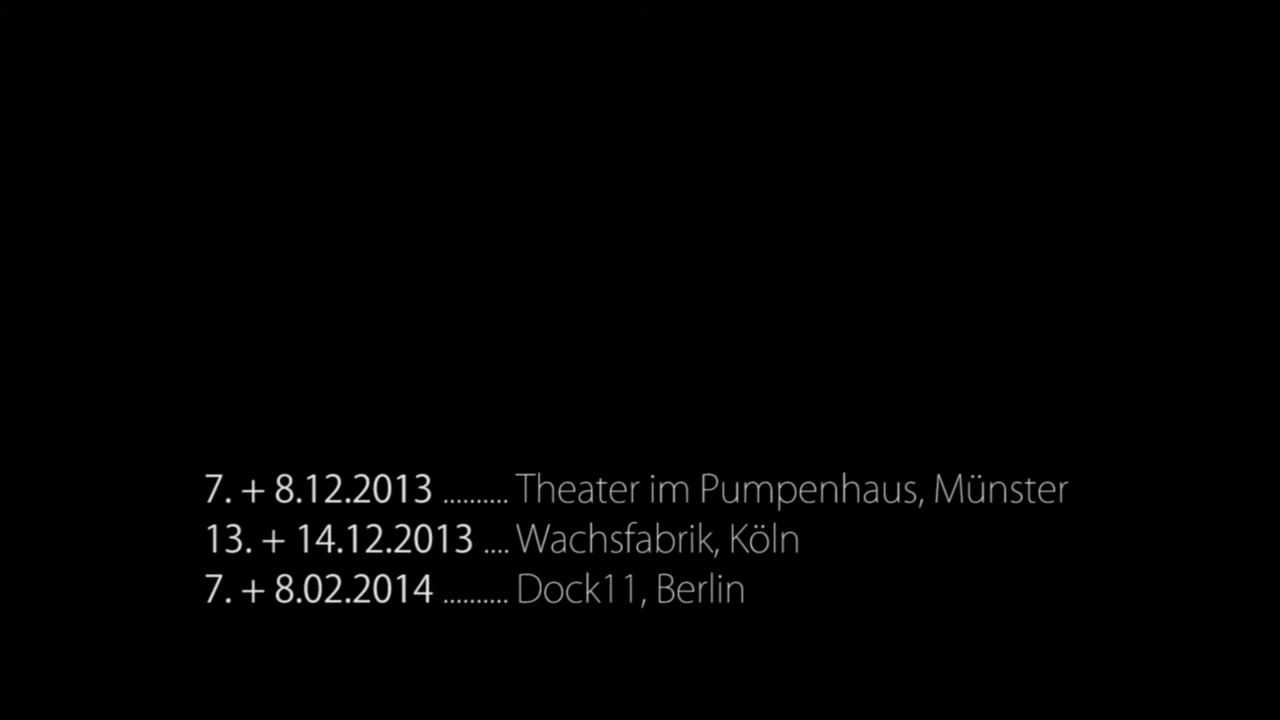 7. + 8.12.2013 .......... Theater im Pumpenhaus, Münster
13. + 14.12.2013 .... Wachsfabrik, Köln
7. + 8.02.2014 .......... Dock11, Berlin